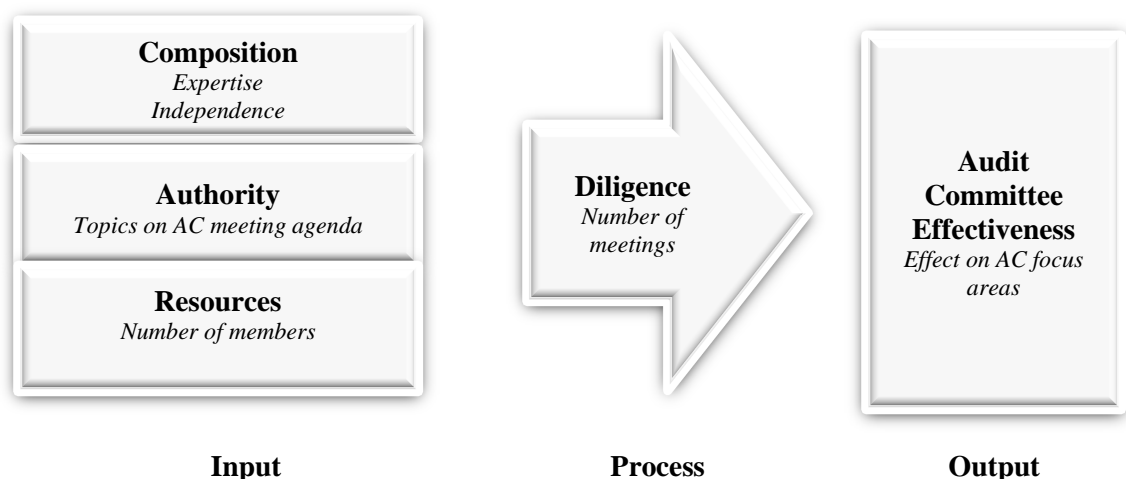 Composition
Expertise
Independence
Authority
Topics on AC meeting agenda
Resources
Number of members
Diligence
Number of
meetings
Audit
Committee
Effectiveness
Effect on AC focus
areas
Input
Process
Output